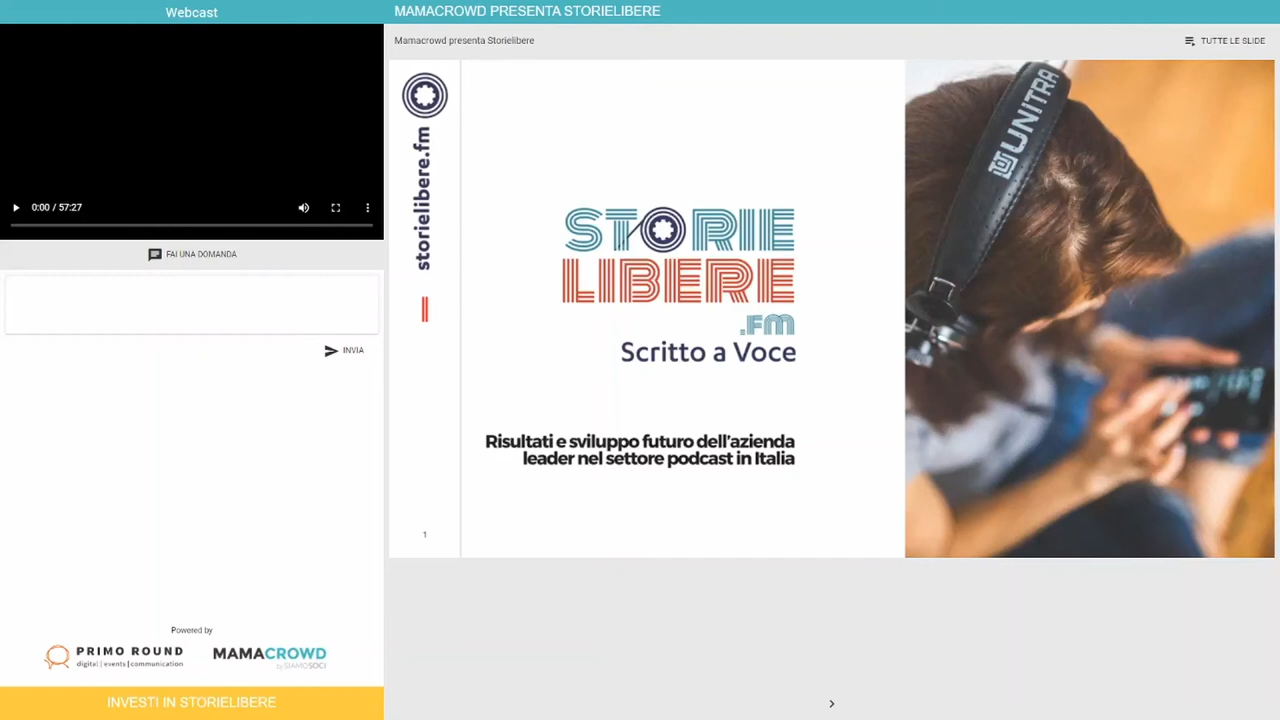 Webcast
MAMACROWD PRESENTA STORIELIBERE
Mamacrowd presenta Storielibere
TUTTE LE SLIDE
0:00 / 57:27
FAI UNA DOMANDA
INVIA
storielibere.fm
1
STORIE
LIBERE
.FM
Scritto a Voce
Risultati e sviluppo futuro dell'azienda
leader nel settore podcast in Italia
UNITRA
Powered by
PRIMO ROUND
digital | events | communication
MAMACROWD
by SIAMOSOCI
INVESTI IN STORIELIBERE